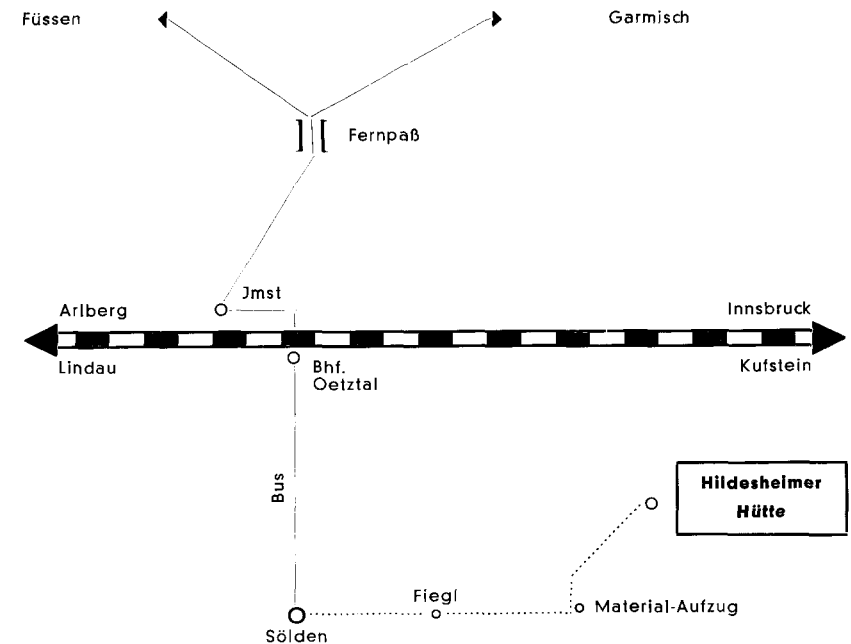 Füssen
Garmisch
Fernpaß
Jmst
Arlberg
Innsbruck
Lindau
Kufstein
Bhf.
Oetztal
Bus
Hildesheimer
Hütte
Fiegl
Material-Aufzug
Sölden